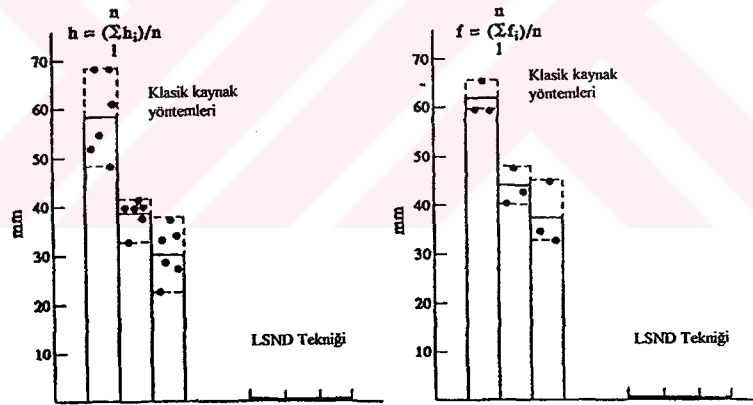 n
h = (Σhi)/n
1
70
60
50
40
30
20
10
mm
Klasik kaynak
yöntemleri
LSND Tekniği
n
f = (Σfi)/n
1
70
60
50
40
30
20
10
mm
Klasik kaynak
yöntemleri
LSND Tekniği